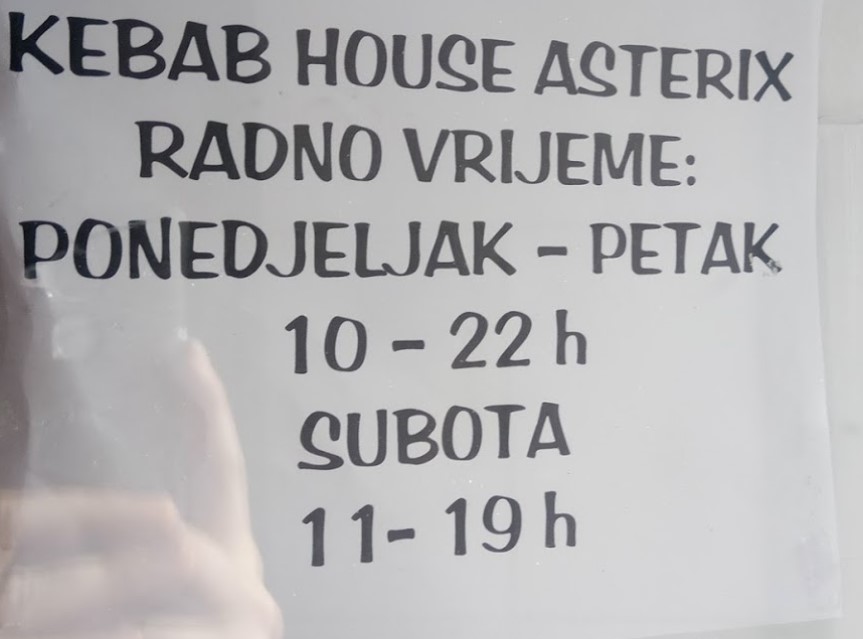 KEBAB HOUSE ASTERIX
RADNO VRIJEME:
PONEDJELJAK - PETAK
10 - 22 h
SUBOTA
11- 19 h